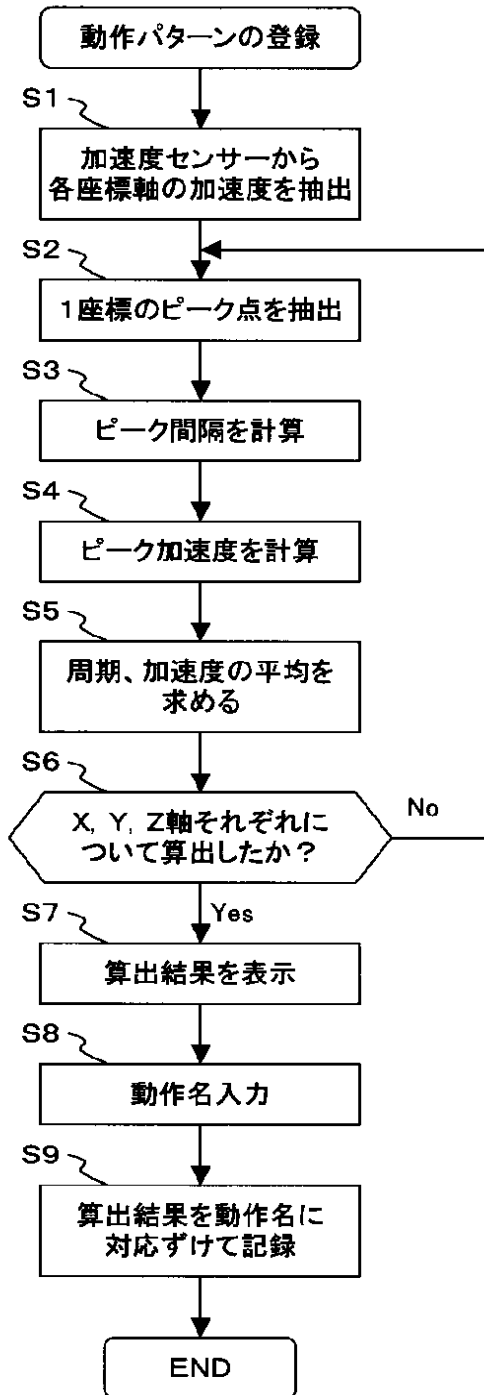 動作パターンの登録
S1
加速度センサーから
各座標軸の加速度を抽出
S2
1座標のピーク点を抽出
S3
ピーク間隔を計算
S4
ピーク加速度を計算
S5
周期、加速度の平均を
求める
S6
X, Y, Z軸それぞれに
ついて算出したか？
No
Yes
S7
算出結果を表示
S8
動作名入力
S9
算出結果を動作名に
対応ずけて記録
END